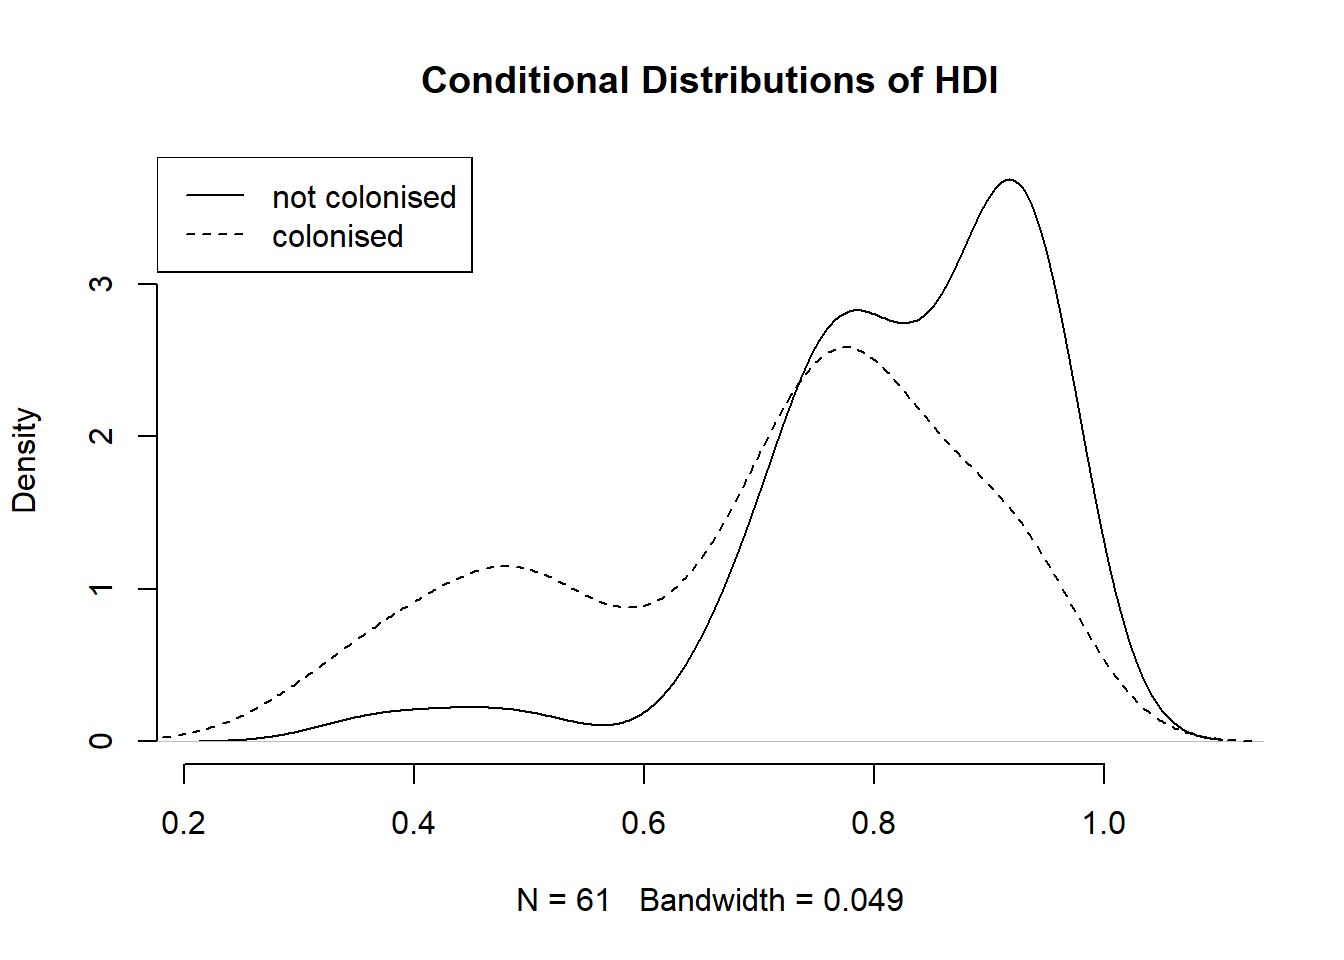 Conditional Distributions of HDI
not colonised
colonised
Density
3
2
1
0
0.2 0.4 0.6 0.8 1.0
N = 61 Bandwidth = 0.049